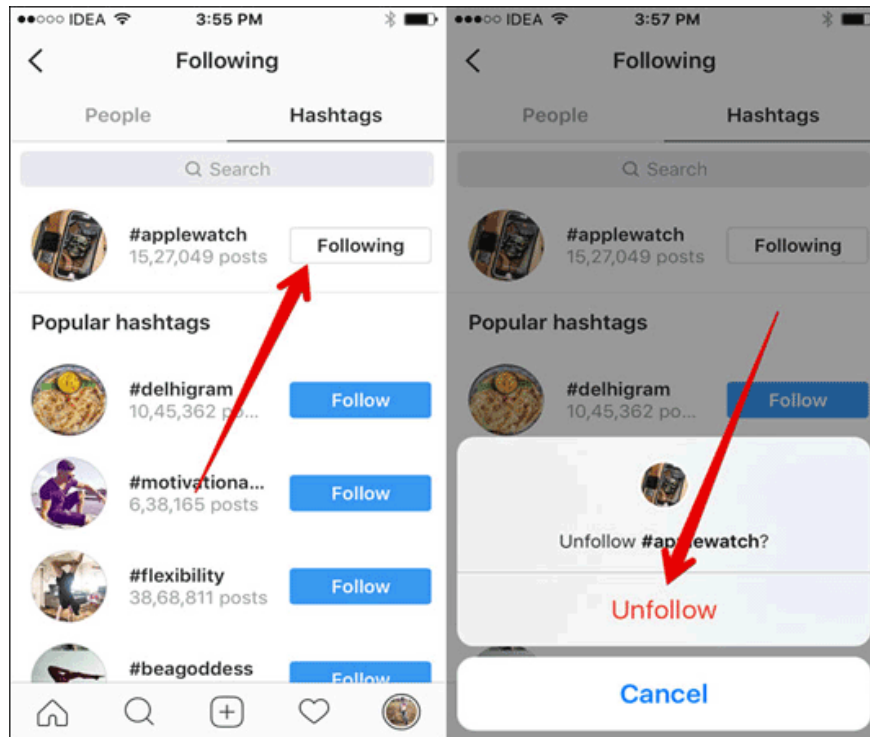 IDEA 3:55 PM
Following
People Hashtags
Search
#applewatch
15,27,049 posts
Following
Popular hashtags
#delhigram
10,45,362 po...
Follow
#motivationa...
6,38,165 posts
Follow
#flexibility
38,68,811 posts
Follow
#beagoddess
Follow
IDEA 3:57 PM
Following
People Hashtags
Search
#applewatch
15,27,049 posts
Following
Popular hashtags
#delhigram
10,45,362 po...
Follow
Unfollow #applewatch?
Unfollow
Cancel